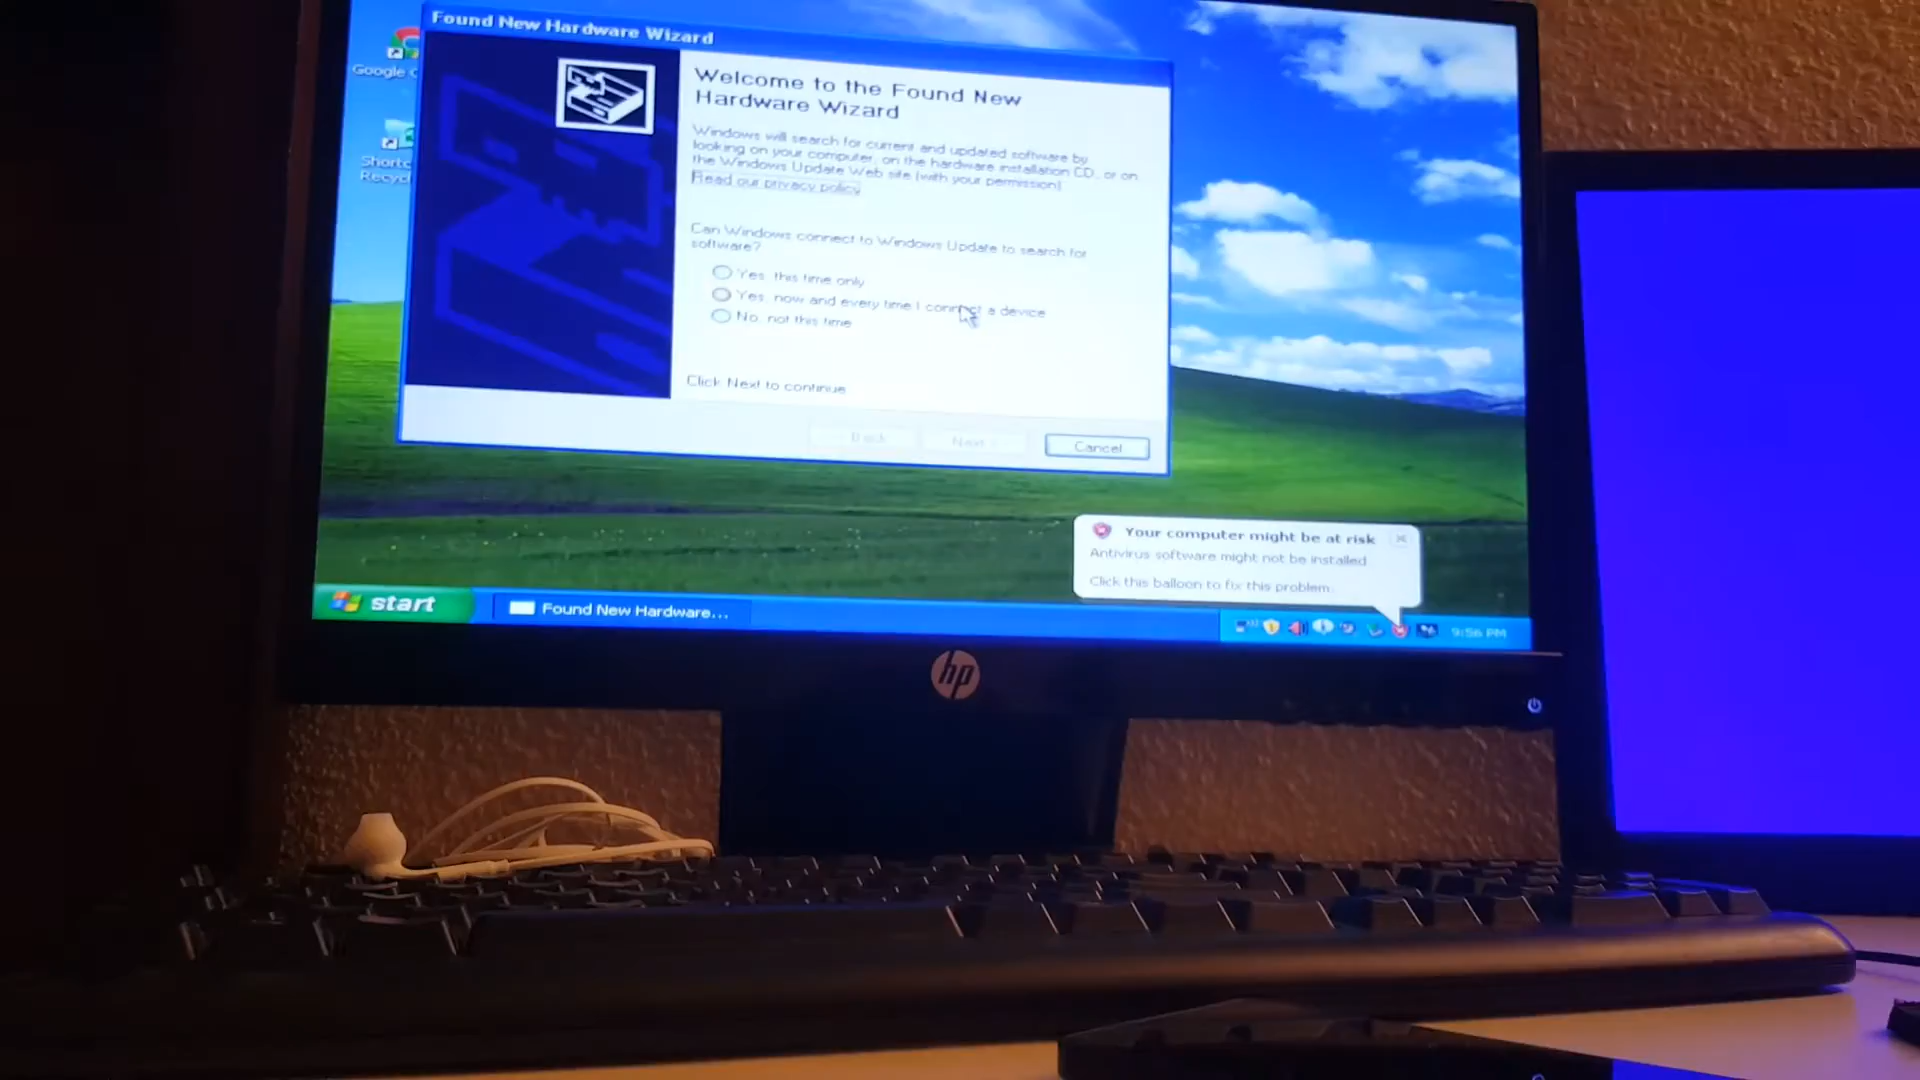 Found New Hardware Wizard
Google
Shortc
Recycl
Welcome to the Found New
Hardware Wizard
Windows will search for current and updated software by
looking on your computer, on the hardware installation CD, or on
the Windows Update Web site (with your permission)
Read our privacy policy
Can Windows connect to Windows Update to search for
software?
Yes, this time only
Yes, now and every time I connect a device
No, not this time
Click Next to continue
< Back
Next >
Cancel
Your computer might be at risk
Antivirus software might not be installed
Click this balloon to fix this problem.
start
Found New Hardware...
9:56 PM
hp